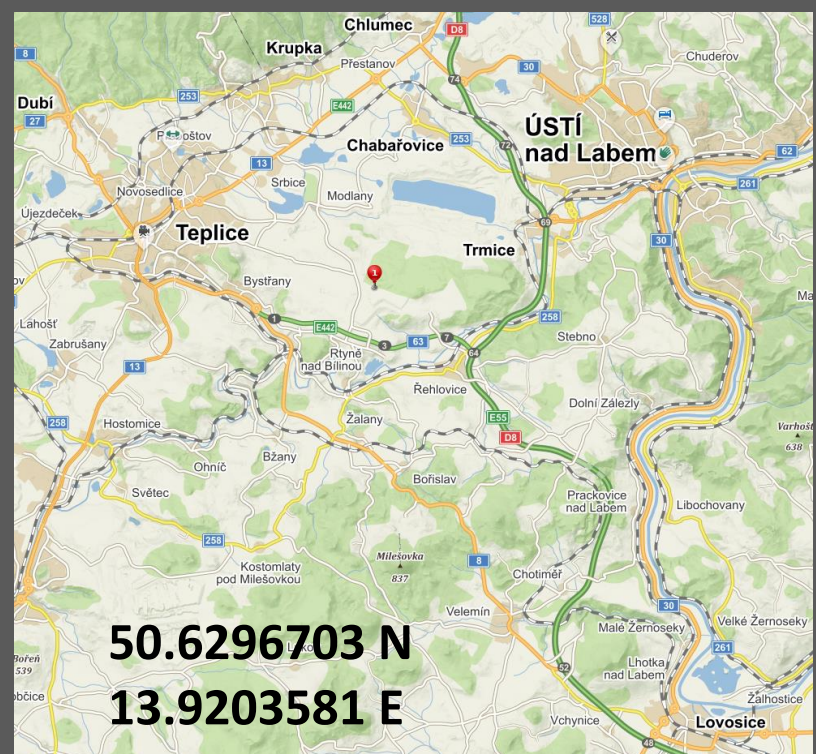 Chlumec
528
8
Krupka
D8
Přestanov
30
Chuderov
74
Dubí
253
E442
27
ÚSTÍ
nad Labem
Chabařovice
253
72
62
13
261
Srbice
Novosedlice
Modlany
Újezdeček
69
Teplice
30
Trmice
1
Bystřany
258
1
E442
Lahošť
63
7
Stebno
Zabrušany
3
64
Rtyně
nad Bílinou
13
Řehlovice
Dolní Zálezly
258
E55
Hostomice
Žalany
D8
Varhošť
638
Bžany
Ohníč
Bořislav
Světec
Prackovice
nad Labem
Libochovany
258
Milešovka
837
8
Kostomlaty
pod Milešovkou
Chotiměř
30
Velemín
Velké Žernoseky
Malé Žernoseky
50.6296703 N
261
Bořeň
539
52
Lhotka
nad Labem
13.9203581 E
Žalhostice
Vchynice
Lovosice
48